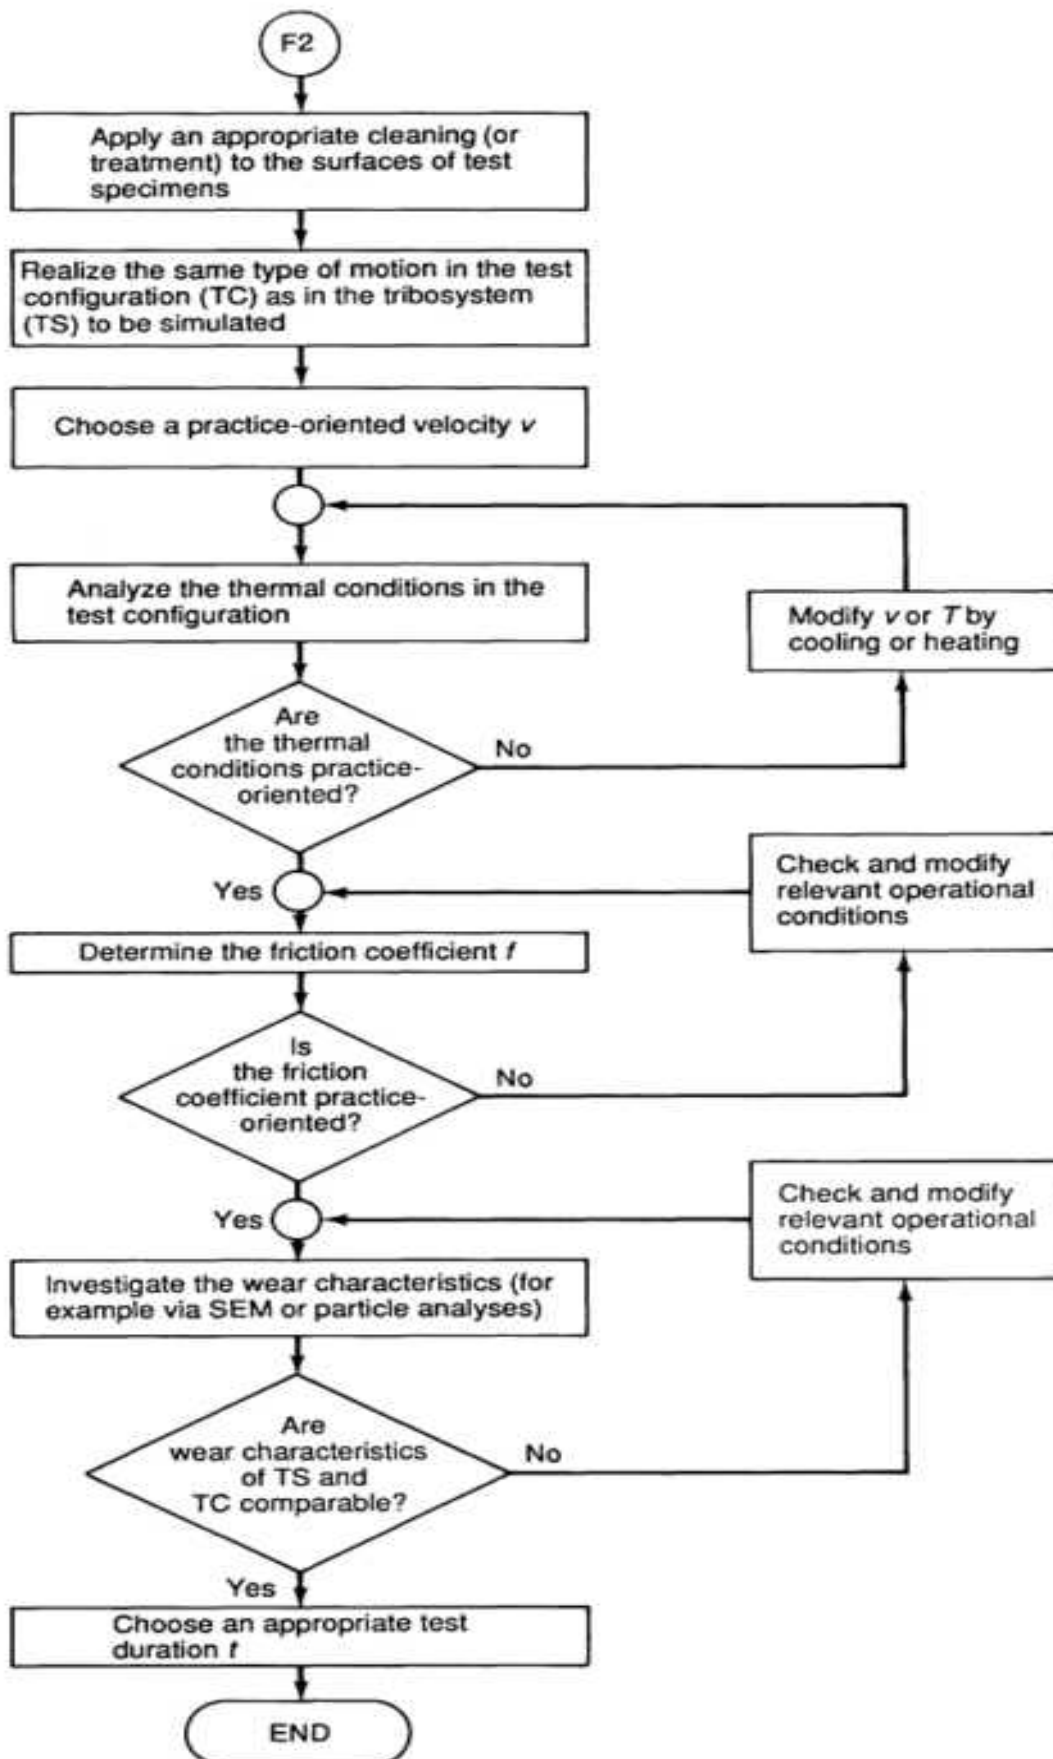 F2
Apply an appropriate cleaning (or
treatment) to the surfaces of test
specimens
Realize the same type of motion in the test
configuration (TC) as in the tribosystem
(TS) to be simulated
Choose a practice-oriented velocity v
Analyze the thermal conditions in the
test configuration
Modify v or T by
cooling or heating
Are
the thermal
conditions practice-
oriented?
No
Yes
Check and modify
relevant operational
conditions
Determine the friction coefficient f
Is
the friction
coefficient practice-
oriented?
No
Yes
Check and modify
relevant operational
conditions
Investigate the wear characteristics (for
example via SEM or particle analyses)
Are
wear characteristics
of TS and
TC comparable?
No
Yes
Choose an appropriate test
duration t
END